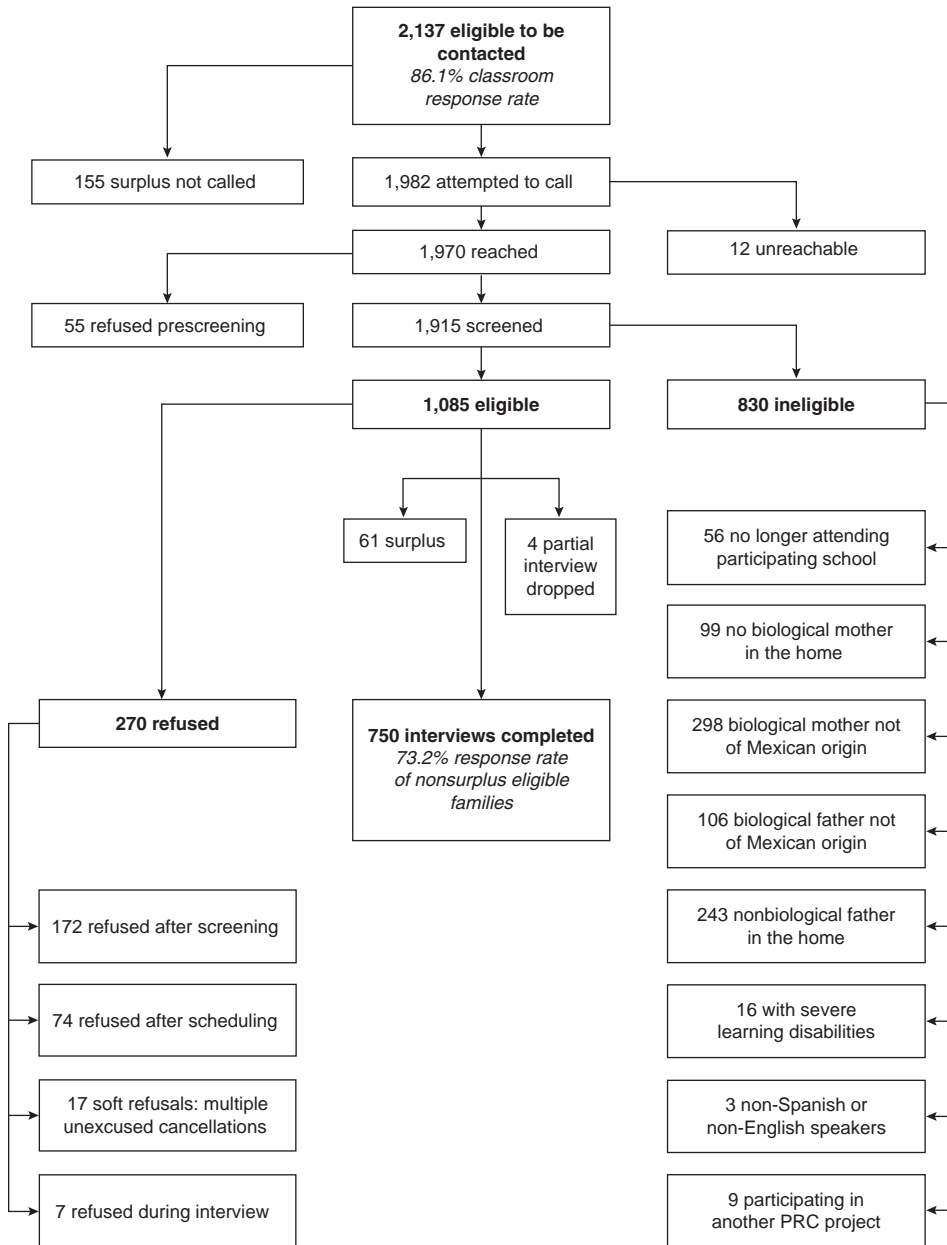 2,137 eligible to be
contacted
86.1% classroom
response rate
155 surplus not called
1,982 attempted to call
12 unreachable
1,970 reached
55 refused prescreening
1,915 screened
1,085 eligible
830 ineligible
61 surplus
4 partial
interview
dropped
56 no longer attending
participating school
99 no biological mother
in the home
270 refused
750 interviews completed
73.2% response rate
of nonsurplus eligible
families
298 biological mother not
of Mexican origin
106 biological father not
of Mexican origin
172 refused after screening
243 nonbiological father
in the home
74 refused after scheduling
16 with severe
learning disabilities
17 soft refusals: multiple
unexcused cancellations
3 non-Spanish or
non-English speakers
7 refused during interview
9 participating in
another PRC project